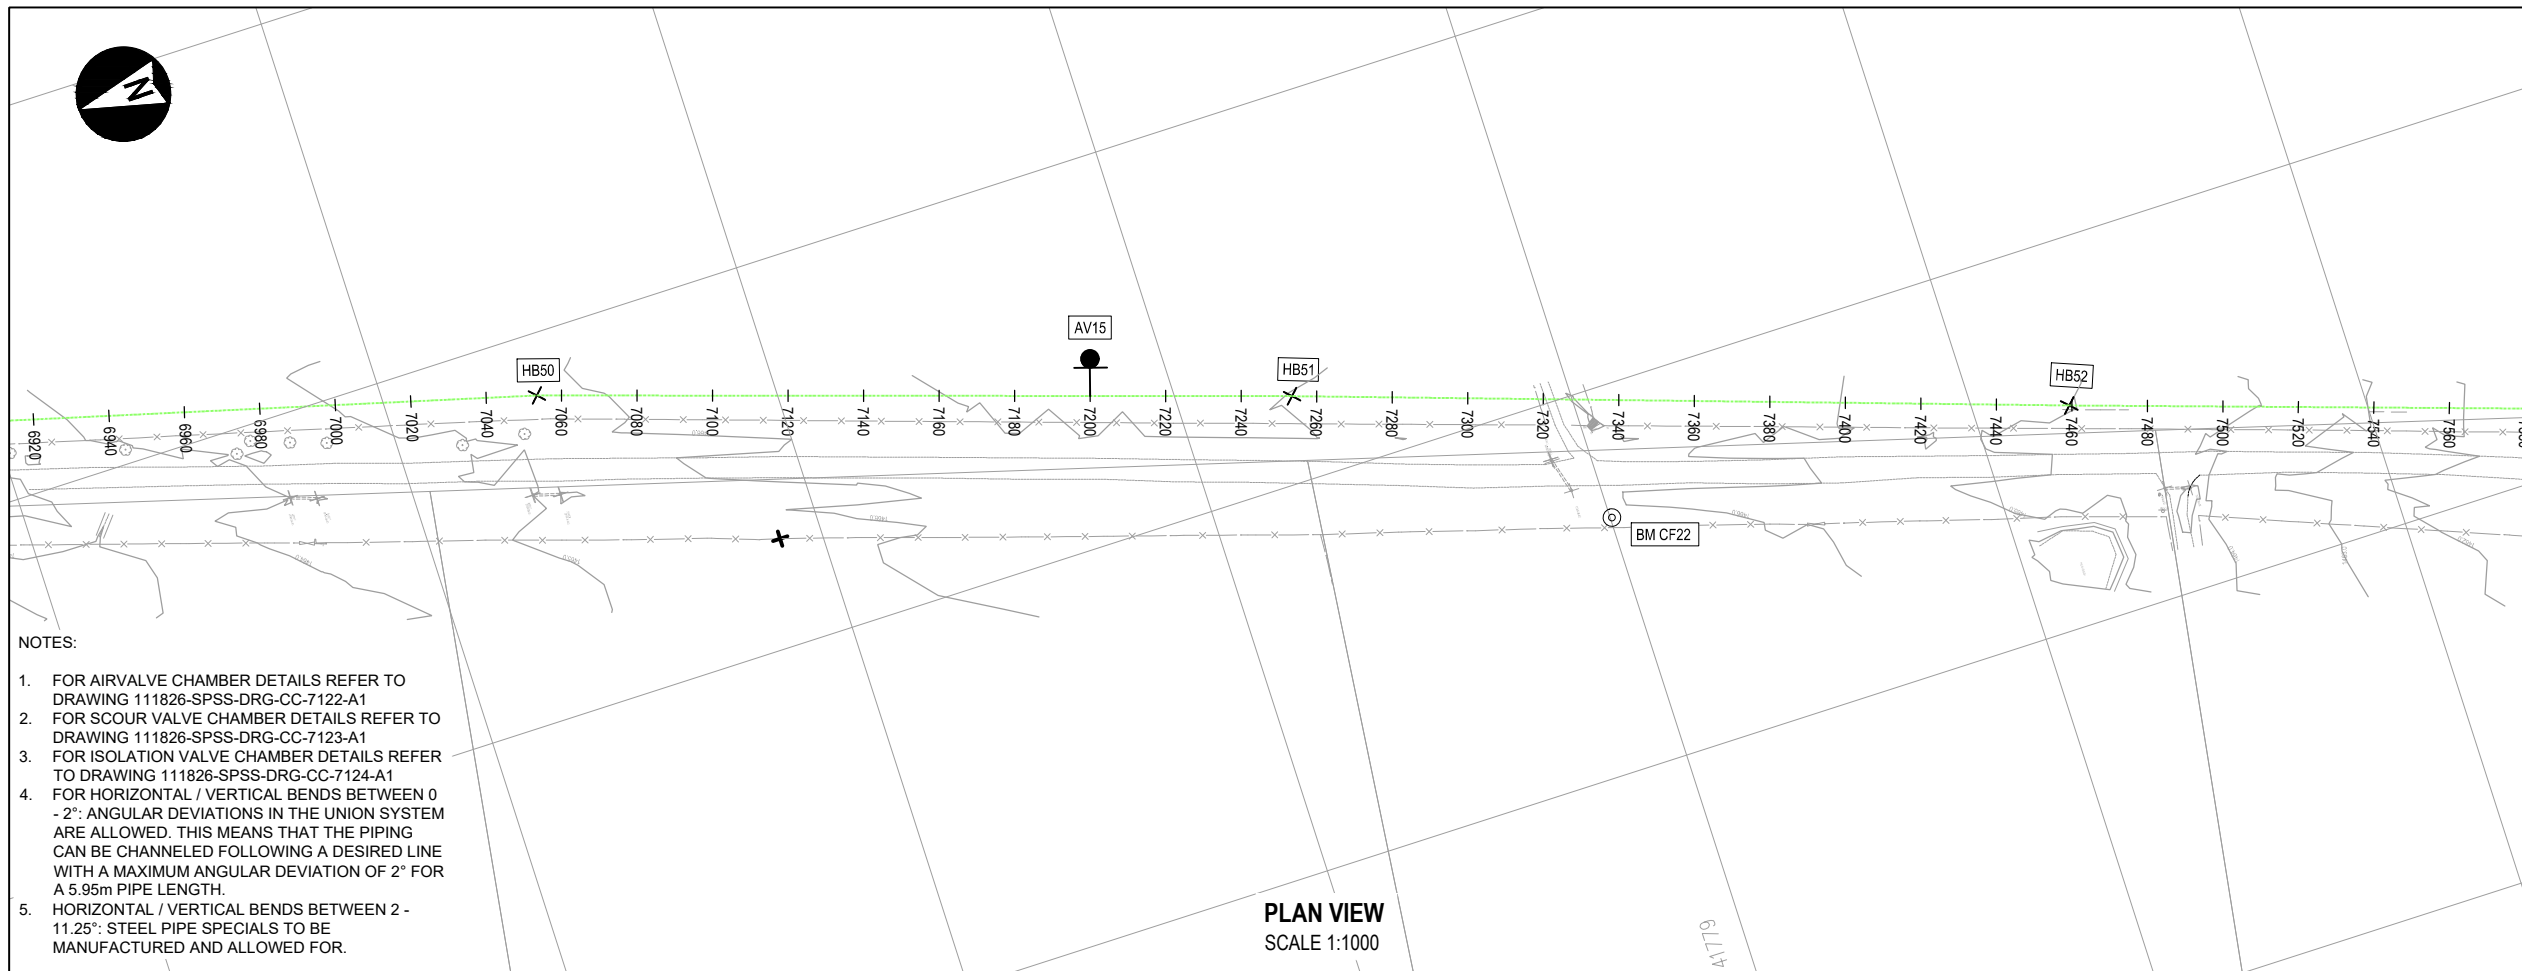 N
AV15
HB50
HB51
HB52
6920
6940
6960
6980
7000
7020
7040
7060
7080
7100
7120
7140
7160
7180
7200
7220
7240
7260
7280
7300
7320
7340
7360
7380
7400
7420
7440
7460
7480
7500
7520
7540
7560
BM CF22
NOTES:
1. FOR AIRVALVE CHAMBER DETAILS REFER TO
DRAWING 111826-SPSS-DRG-CC-7122-A1
2. FOR SCOUR VALVE CHAMBER DETAILS REFER TO
DRAWING 111826-SPSS-DRG-CC-7123-A1
3. FOR ISOLATION VALVE CHAMBER DETAILS REFER
TO DRAWING 111826-SPSS-DRG-CC-7124-A1
4. FOR HORIZONTAL / VERTICAL BENDS BETWEEN 0
- 2°: ANGULAR DEVIATIONS IN THE UNION SYSTEM
ARE ALLOWED. THIS MEANS THAT THE PIPING
CAN BE CHANNELED FOLLOWING A DESIRED LINE
WITH A MAXIMUM ANGULAR DEVIATION OF 2° FOR
A 5.95m PIPE LENGTH.
5. HORIZONTAL / VERTICAL BENDS BETWEEN 2 -
11.25°: STEEL PIPE SPECIALS TO BE
MANUFACTURED AND ALLOWED FOR.
PLAN VIEW
SCALE 1:1000